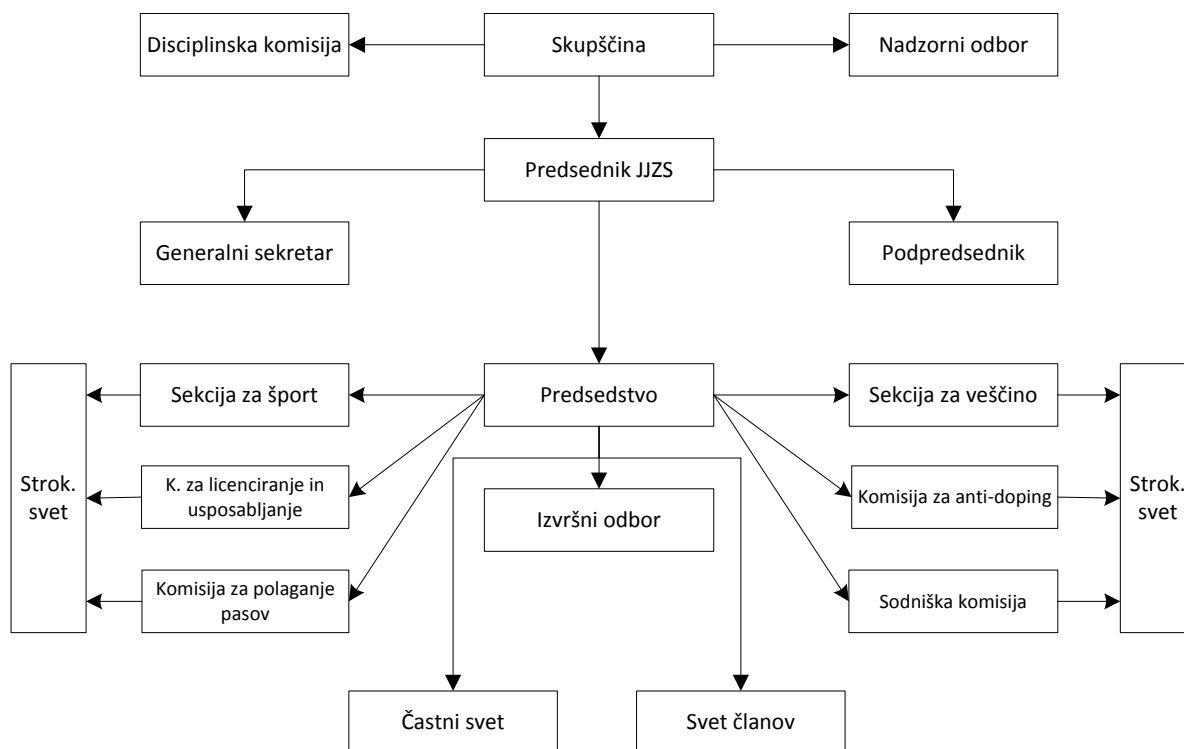 Disciplinska komisija
Skupščina
Nadzorni odbor
Predsednik JJZS
Generalni sekretar
Podpredsednik
Sekcija za šport
Predsedstvo
Sekcija za veščino
Strok.
svet
K. za licenciranje in
usposabljanje
Izvršni odbor
Komisija za anti-doping
Strok.
svet
Komisija za polaganje
pasov
Sodniška komisija
Častni svet
Svet članov